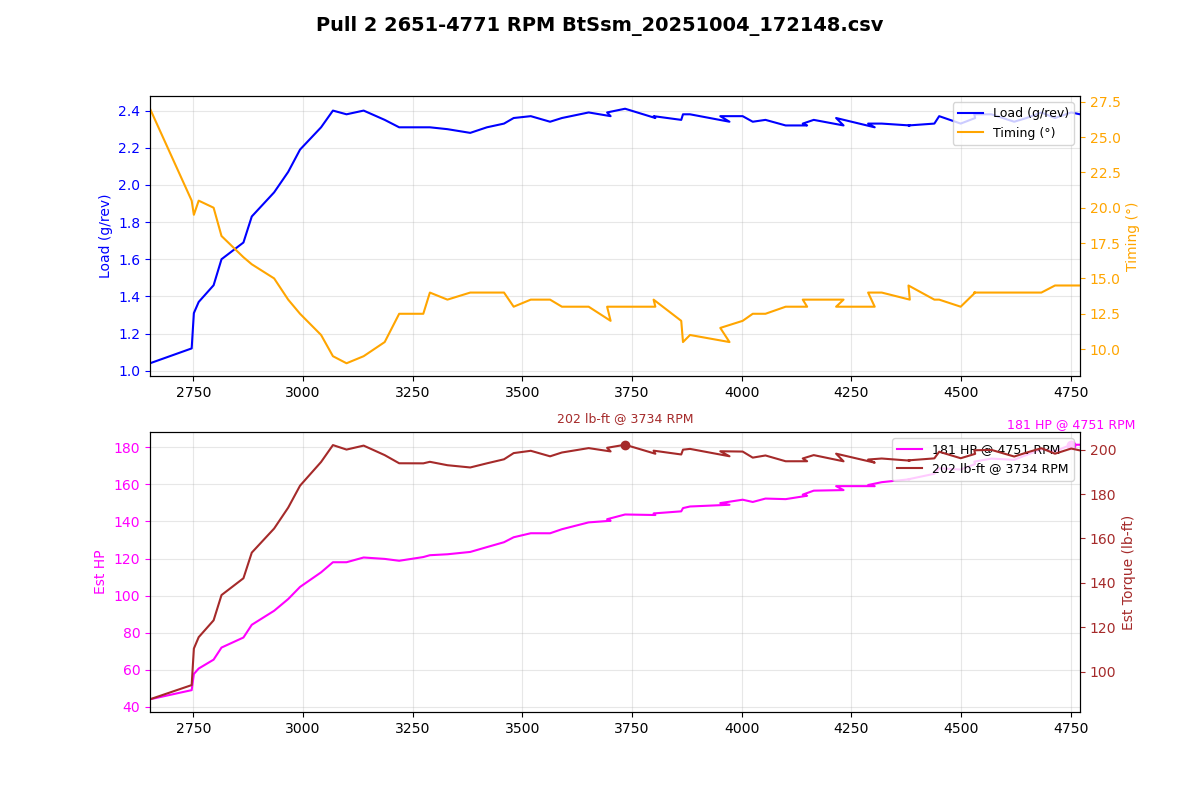 Pull 2 2651-4771 RPM BtSsm_20251004_172148.csv
Load (g/rev)
2.4
2.2
2.0
1.8
1.6
1.4
1.2
1.0
Load (g/rev)
Timing (°)
27.5
25.0
22.5
20.0
17.5
15.0
12.5
10.0
Timing (°)
2750 3000 3250 3500 3750 4000 4250 4500 4750
202 lb-ft @ 3734 RPM
181 HP @ 4751 RPM
Est HP
180
160
140
120
100
80
60
40
181 HP @ 4751 RPM
202 lb-ft @ 3734 RPM
200
180
160
140
120
100
Est Torque (lb-ft)
2750 3000 3250 3500 3750 4000 4250 4500 4750